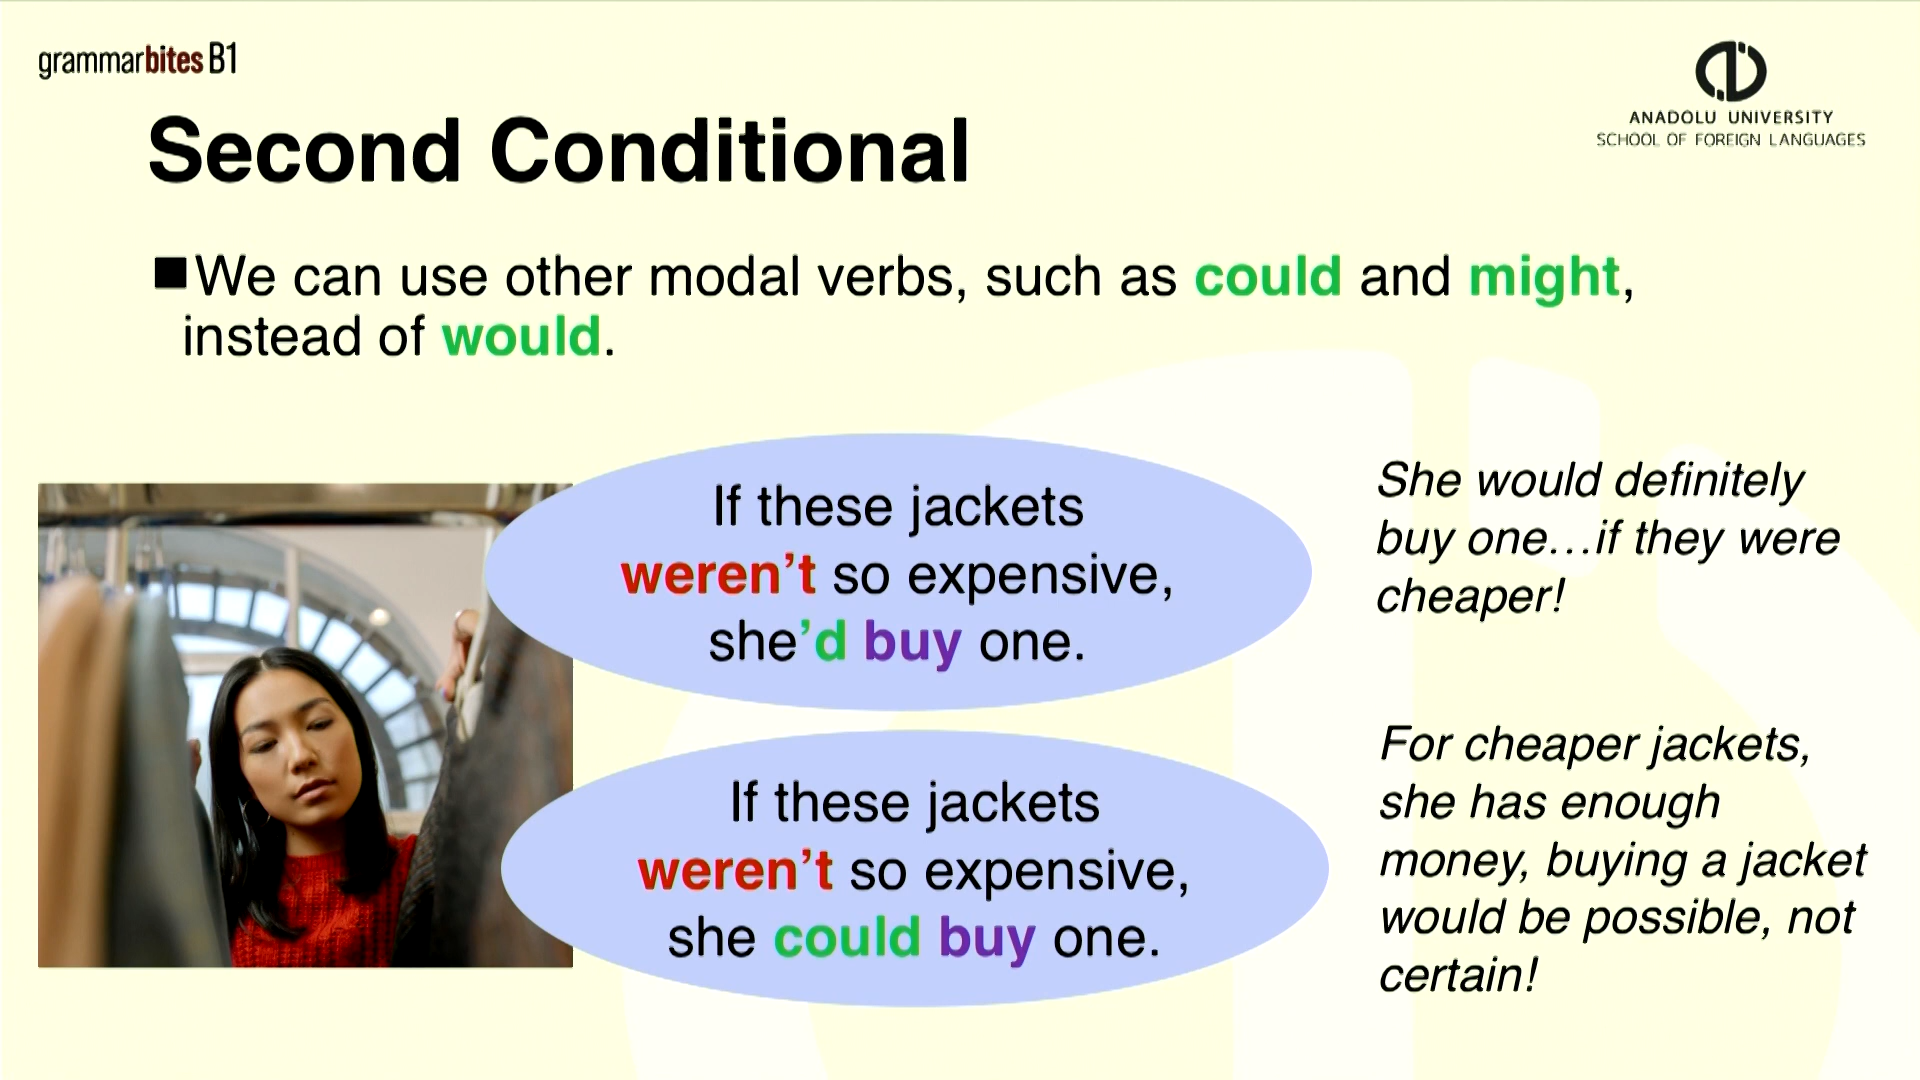 grammarbites B1
ANADOLU UNIVERSITY
SCHOOL OF FOREIGN LANGUAGES
Second Conditional
We can use other modal verbs, such as could and might,
instead of would.
If these jackets
weren’t so expensive,
she’d buy one.
She would definitely
buy one…if they were
cheaper!
If these jackets
weren’t so expensive,
she could buy one.
For cheaper jackets,
she has enough
money, buying a jacket
would be possible, not
certain!